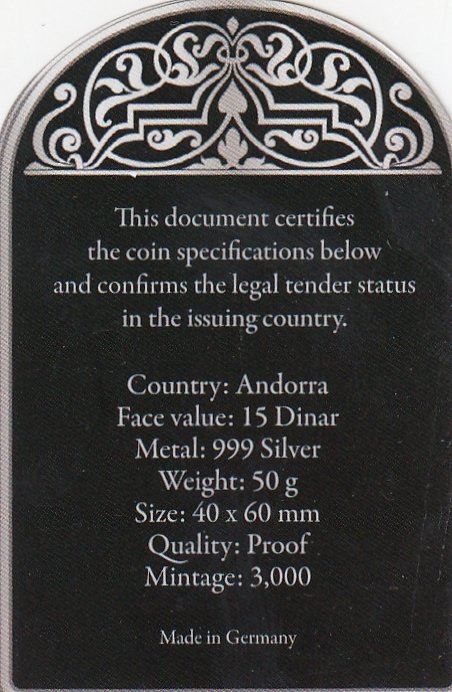 This document certifies
the coin specifications below
and confirms the legal tender status
in the issuing country.
Country: Andorra
Face value: 15 Dinar
Metal: 999 Silver
Weight: 50 g
Size: 40 x 60 mm
Quality: Proof
Mintage: 3,000
Made in Germany